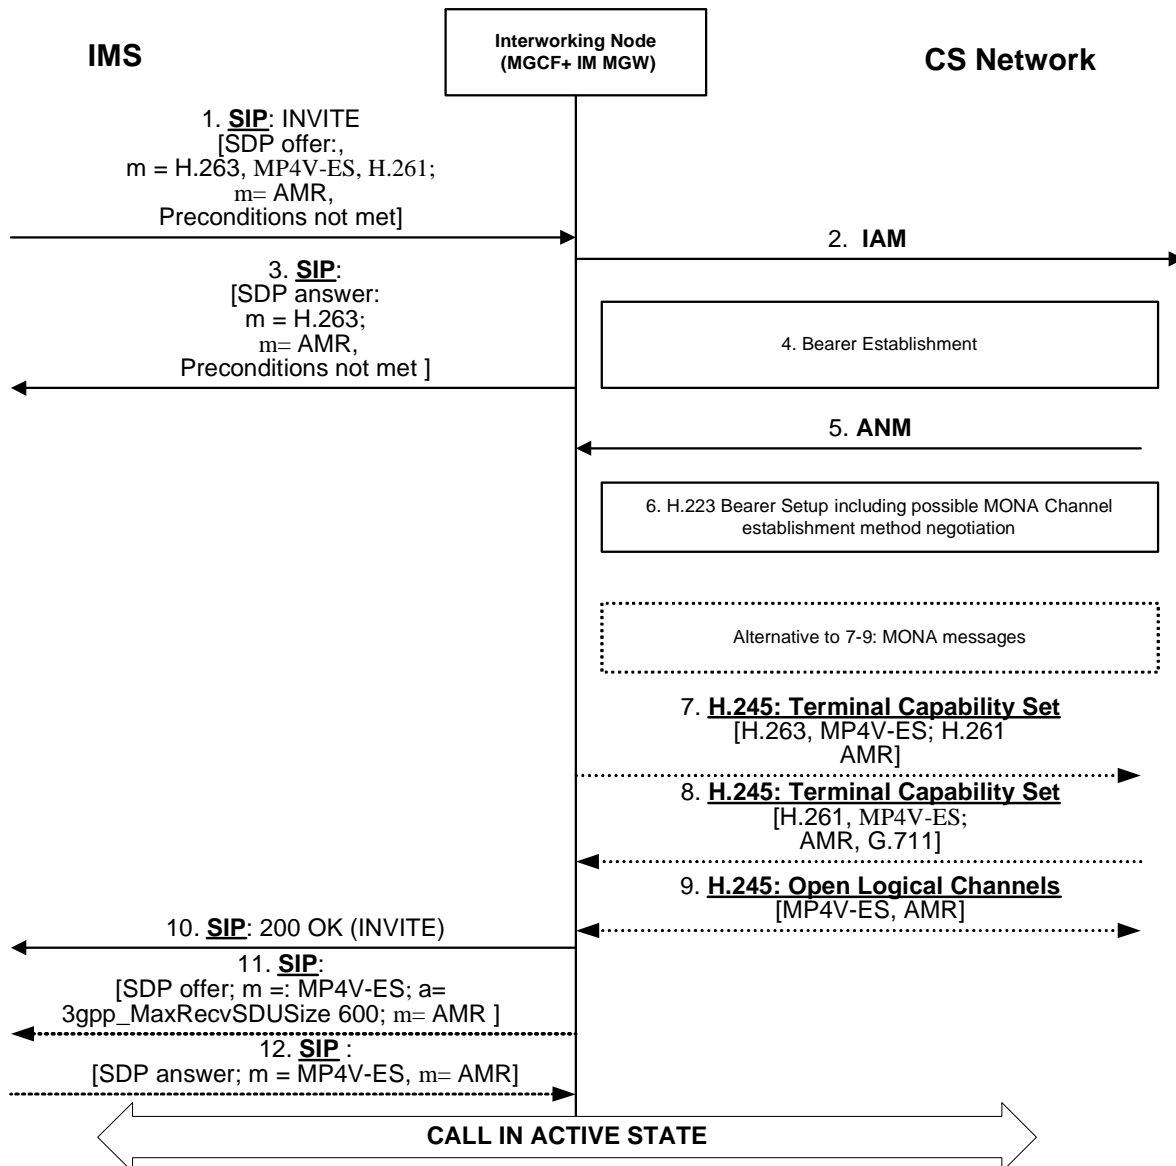 IMS
Interworking Node
(MGCF+ IM MGW)
CS Network
1. SIP: INVITE
[SDP offer:,
m = H.263, MP4V-ES, H.261;
m= AMR,
Preconditions not met]
2. IAM
3. SIP:
[SDP answer:
m = H.263;
m= AMR,
Preconditions not met ]
4. Bearer Establishment
5. ANM
6. H.223 Bearer Setup including possible MONA Channel
establishment method negotiation
Alternative to 7-9: MONA messages
7. H.245: Terminal Capability Set
[H.263, MP4V-ES; H.261
AMR]
8. H.245: Terminal Capability Set
[H.261, MP4V-ES;
AMR, G.711]
9. H.245: Open Logical Channels
[MP4V-ES, AMR]
10. SIP: 200 OK (INVITE)
11. SIP:
[SDP offer; m =: MP4V-ES; a=
3gpp_MaxRecvSDUSize 600; m= AMR ]
12. SIP :
[SDP answer; m = MP4V-ES, m= AMR]
CALL IN ACTIVE STATE